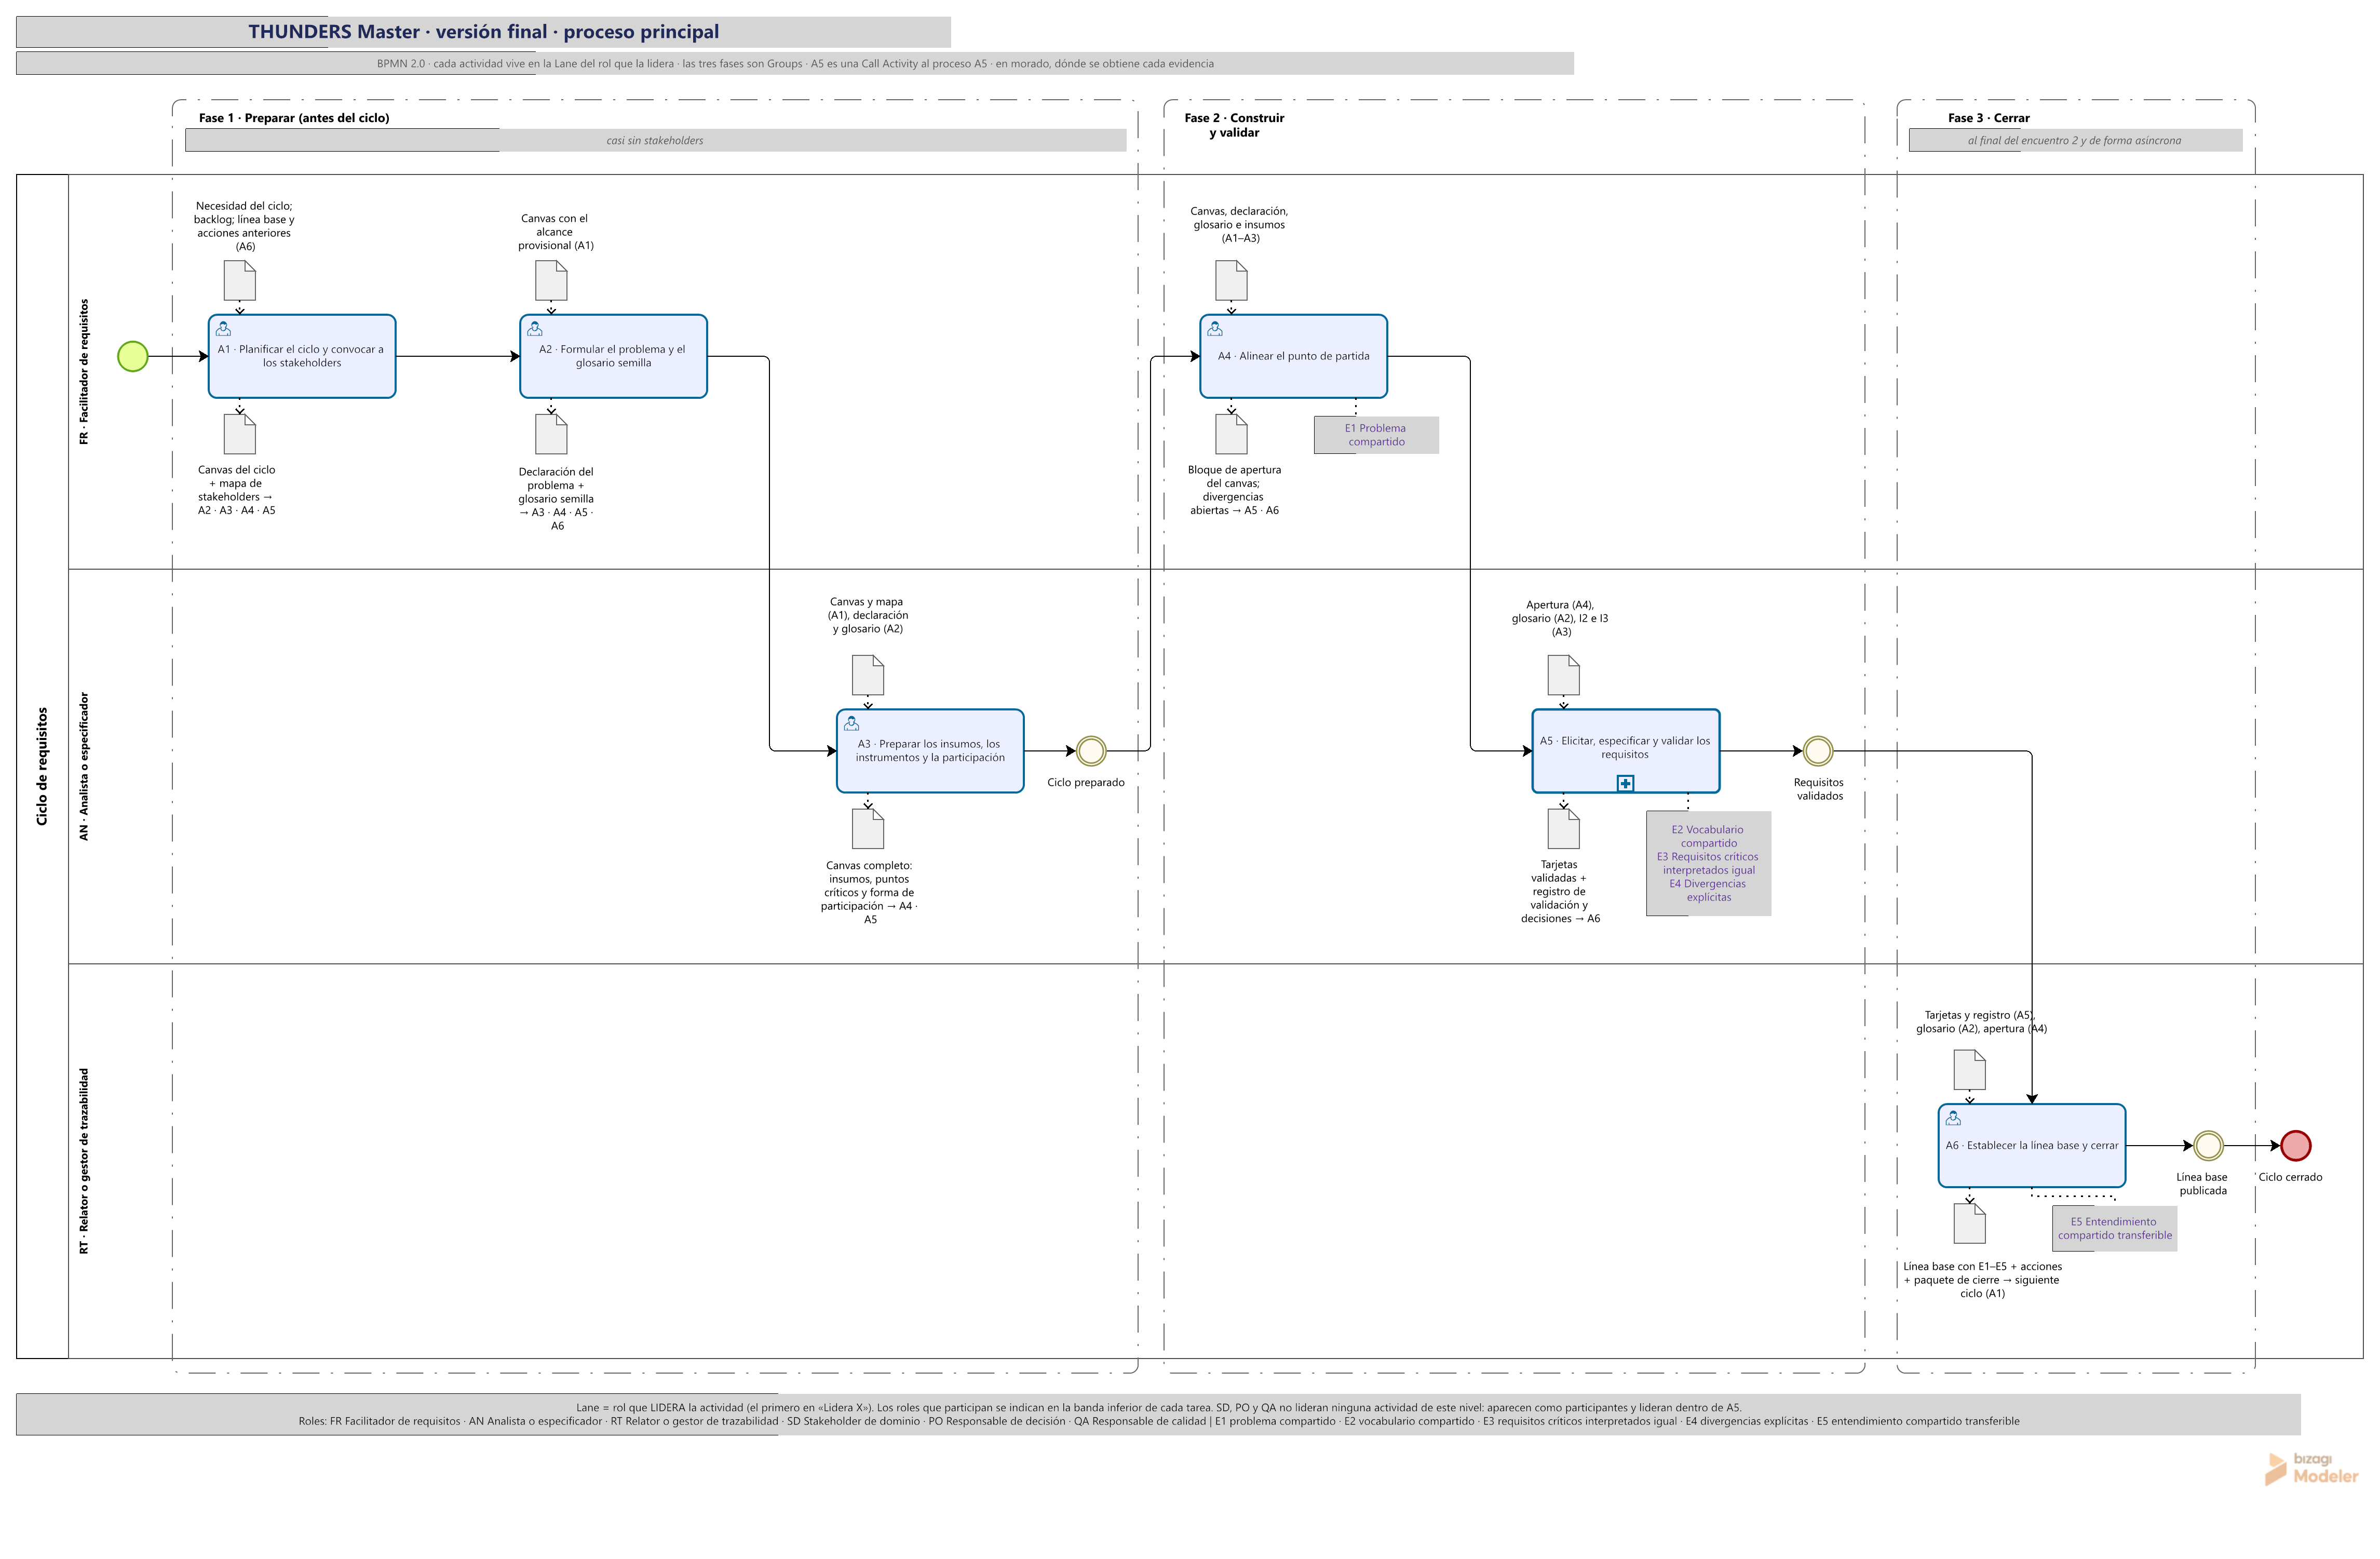 THUNDERS Master · versión final · proceso principal
BPMN 2.0 · cada actividad vive en la Lane del rol que la lidera · las tres fases son Groups · A5 es una Call Activity al proceso A5 · en morado, dónde se obtiene cada evidencia
Fase 1 · Preparar (antes del ciclo)
casi sin stakeholders
Fase 2 · Construir
y validar
Fase 3 · Cerrar
al final del encuentro 2 y de forma asíncrona
Ciclo de requisitos
FR · Facilitador de requisitos
Necesidad del ciclo;
backlog; línea base y
acciones anteriores
(A6)
A1 · Planificar el ciclo y convocar a
los stakeholders
Canvas del ciclo
+ mapa de
stakeholders →
A2 · A3 · A4 · A5
Canvas con el
alcance
provisional (A1)
A2 · Formular el problema y el
glosario semilla
Declaración del
problema +
glosario semilla
→ A3 · A4 · A5 ·
A6
Canvas, declaración,
glosario e insumos
(A1–A3)
A4 · Alinear el punto de partida
Bloque de apertura
del canvas;
divergencias
abiertas → A5 · A6
E1 Problema
compartido
AN · Analista o especificador
Canvas y mapa
(A1), declaración
y glosario (A2)
A3 · Preparar los insumos, los
instrumentos y la participación
Canvas completo:
insumos, puntos
críticos y forma de
participación → A4 ·
A5
Ciclo preparado
Apertura (A4),
glosario (A2), I2 e I3
(A3)
A5 · Elicitar, especificar y validar los
requisitos
Tarjetas
validadas +
registro de
validación y
decisiones → A6
E2 Vocabulario
compartido
E3 Requisitos críticos
interpretados igual
E4 Divergencias
explícitas
Requisitos
validados
RT · Relator o gestor de trazabilidad
Tarjetas y registro (A5),
glosario (A2), apertura (A4)
A6 · Establecer la línea base y cerrar
Línea base con E1–E5 + acciones
+ paquete de cierre → siguiente
ciclo (A1)
E5 Entendimiento
compartido transferible
Línea base
publicada
Ciclo cerrado
Lane = rol que LIDERA la actividad (el primero en «Lidera X»). Los roles que participan se indican en la banda inferior de cada tarea. SD, PO y QA no lideran ninguna actividad de este nivel: aparecen como participantes y lideran dentro de A5.
Roles: FR Facilitador de requisitos · AN Analista o especificador · RT Relator o gestor de trazabilidad · SD Stakeholder de dominio · PO Responsable de decisión · QA Responsable de calidad | E1 problema compartido · E2 vocabulario compartido · E3 requisitos críticos interpretados igual · E4 divergencias explícitas · E5 entendimiento compartido transferible
bizagi
Modeler